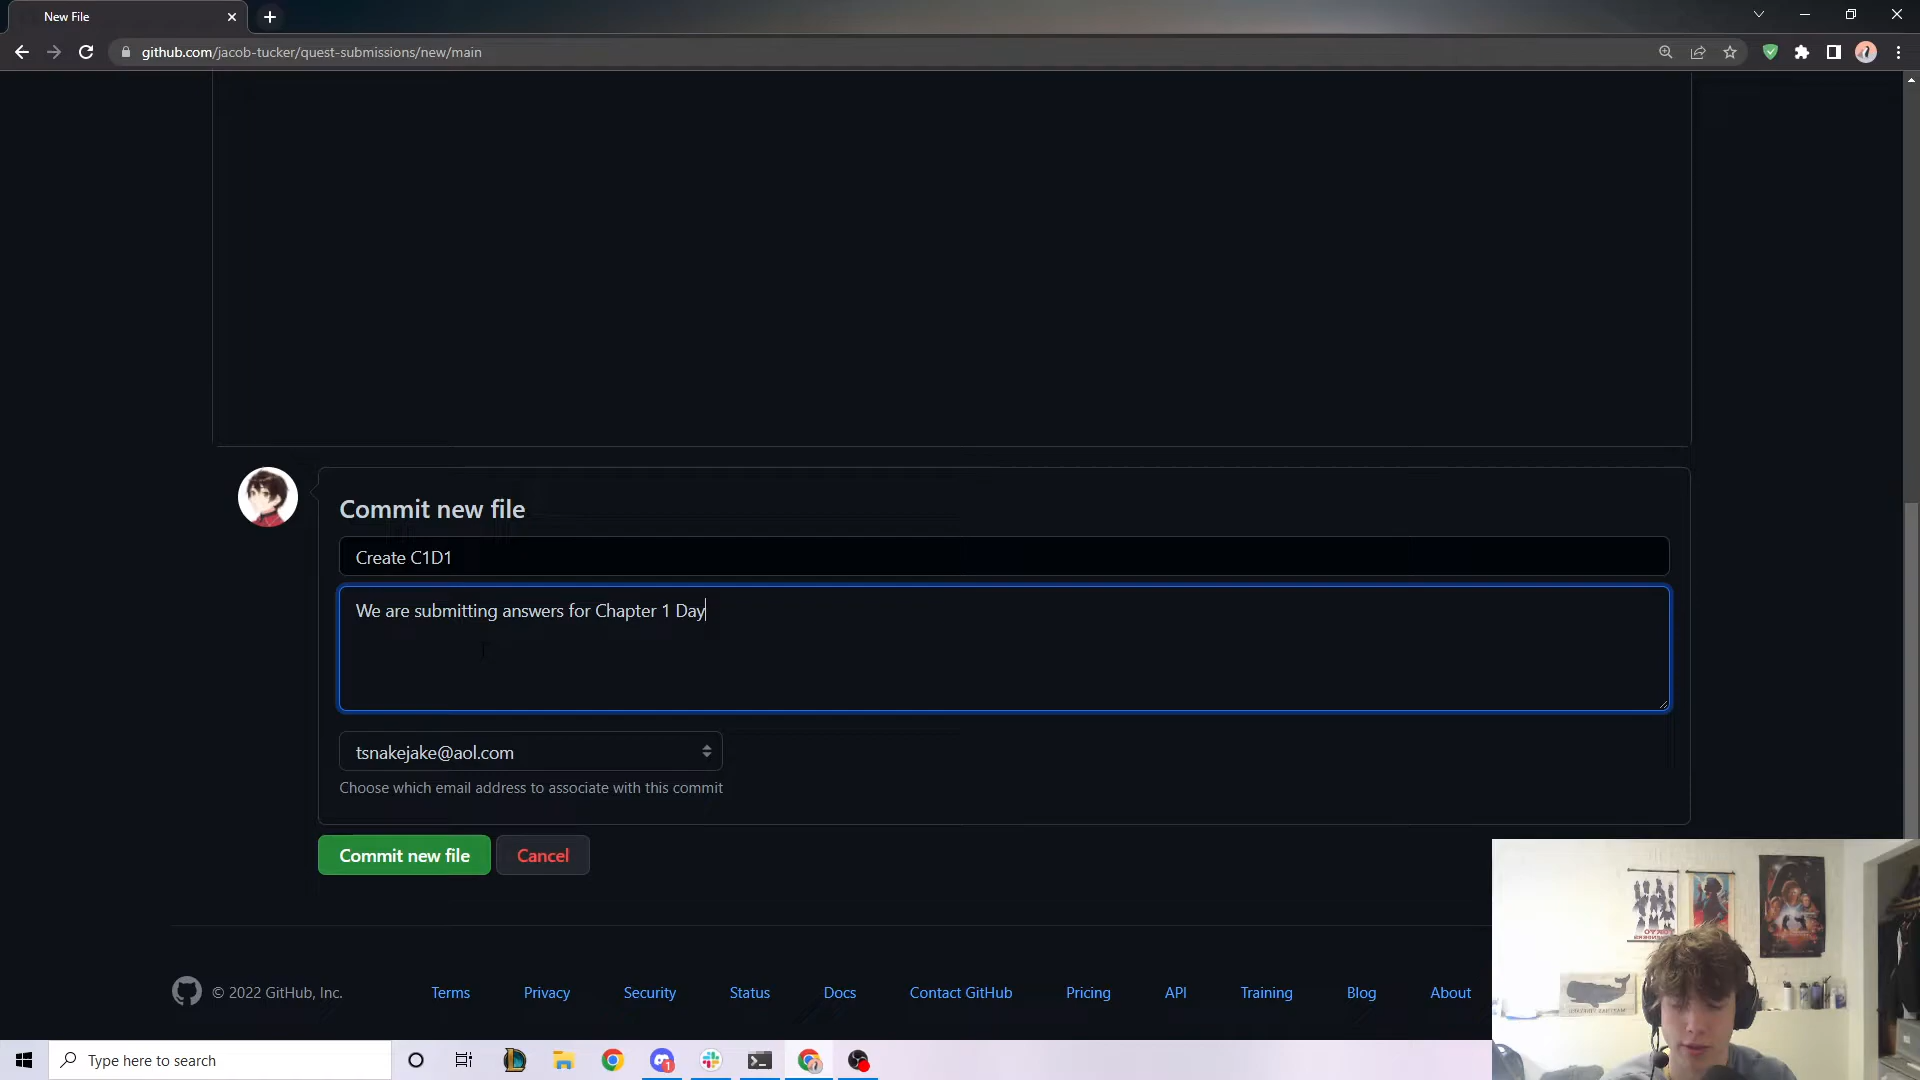 New File
github.com/jacob-tucker/quest-submissions/new/main
Commit new file
Create C1D1
We are submitting answers for Chapter 1 Day
tsnakejake@aol.com
Choose which email address to associate with this commit
Commit new file
Cancel
© 2022 GitHub, Inc.
Terms
Privacy
Security
Status
Docs
Contact GitHub
Pricing
API
Training
Blog
About
Type here to search
1